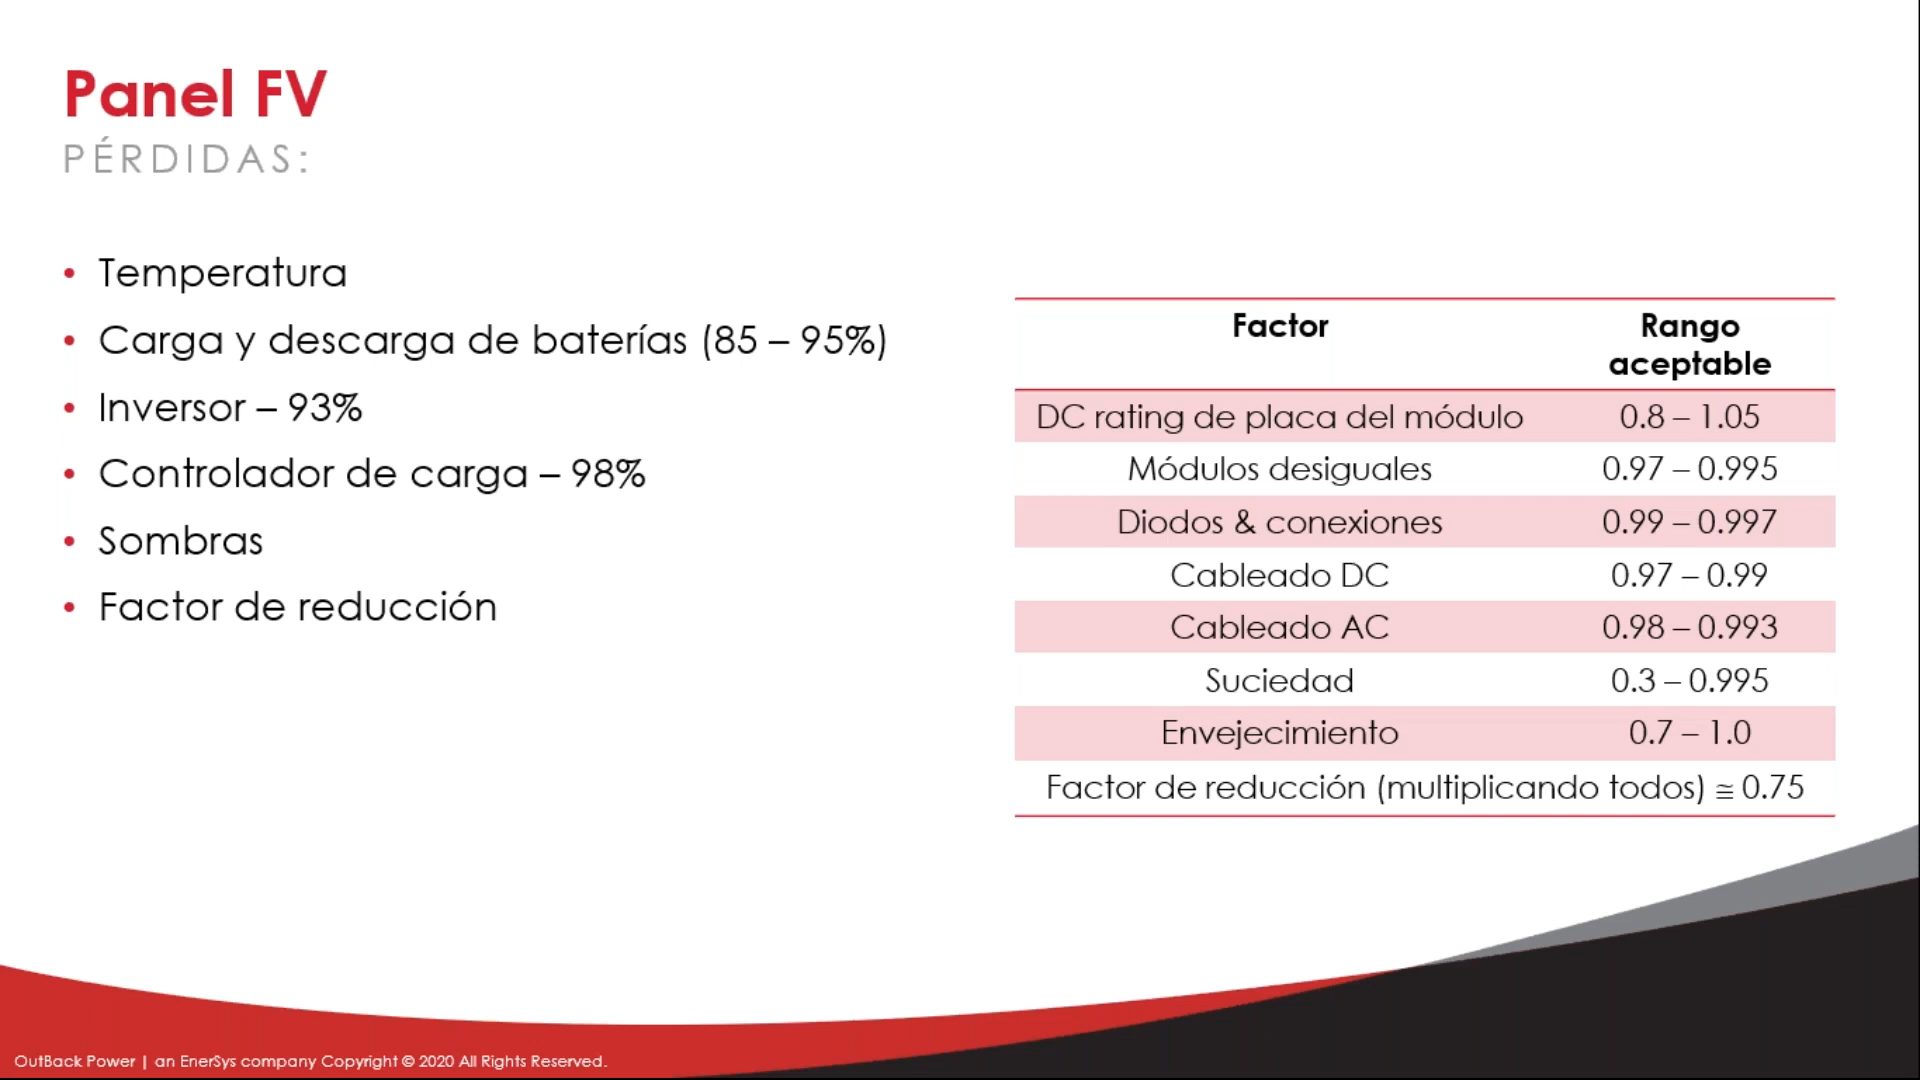 Panel FV
PÉRDIDAS:
• Temperatura
• Carga y descarga de baterías (85 – 95%)
• Inversor – 93%
• Controlador de carga – 98%
• Sombras
• Factor de reducción
Factor Rango
aceptable
DC rating de placa del módulo 0.8 – 1.05
Módulos desiguales 0.97 – 0.995
Diodos & conexiones 0.99 – 0.997
Cableado DC 0.97 – 0.99
Cableado AC 0.98 – 0.993
Suciedad 0.3 – 0.995
Envejecimiento 0.7 – 1.0
Factor de reducción (multiplicando todos) ≅ 0.75
OutBack Power | an EnerSys company Copyright © 2020 All Rights Reserved.